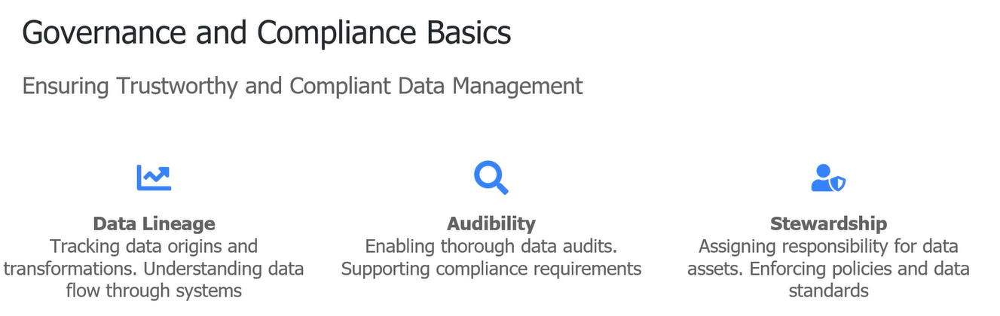 Governance and Compliance Basics
Ensuring Trustworthy and Compliant Data Management
Data Lineage
Tracking data origins and
transformations. Understanding data
flow through systems
Audibility
Enabling thorough data audits.
Supporting compliance requirements
Stewardship
Assigning responsibility for data
assets. Enforcing policies and data
standards